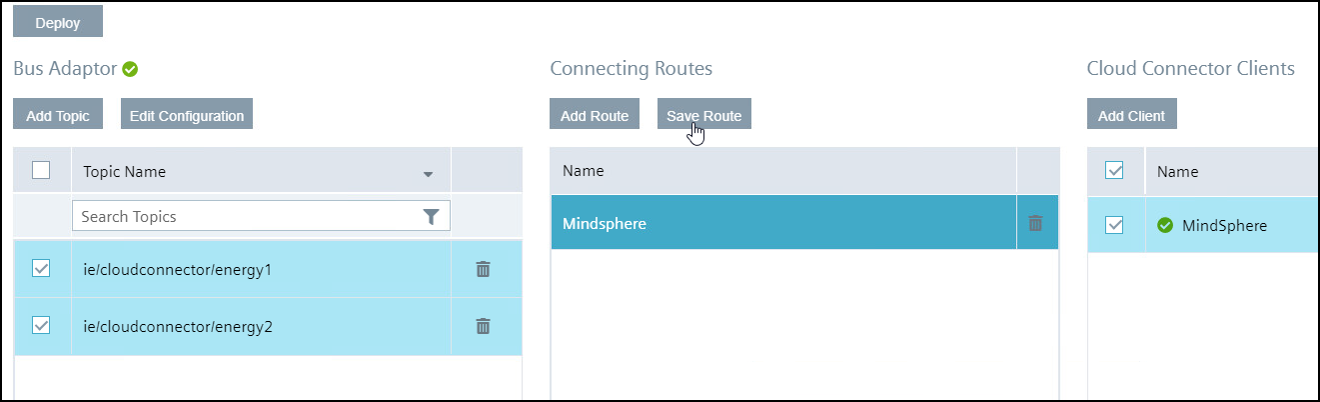 Deploy
Bus Adaptor
Connecting Routes
Cloud Connector Clients
Add Topic
Edit Configuration
Add Route
Save Route
Add Client
Topic Name
Name
Name
Search Topics
Mindsphere
MindSphere
ie/cloudconnector/energy1
ie/cloudconnector/energy2